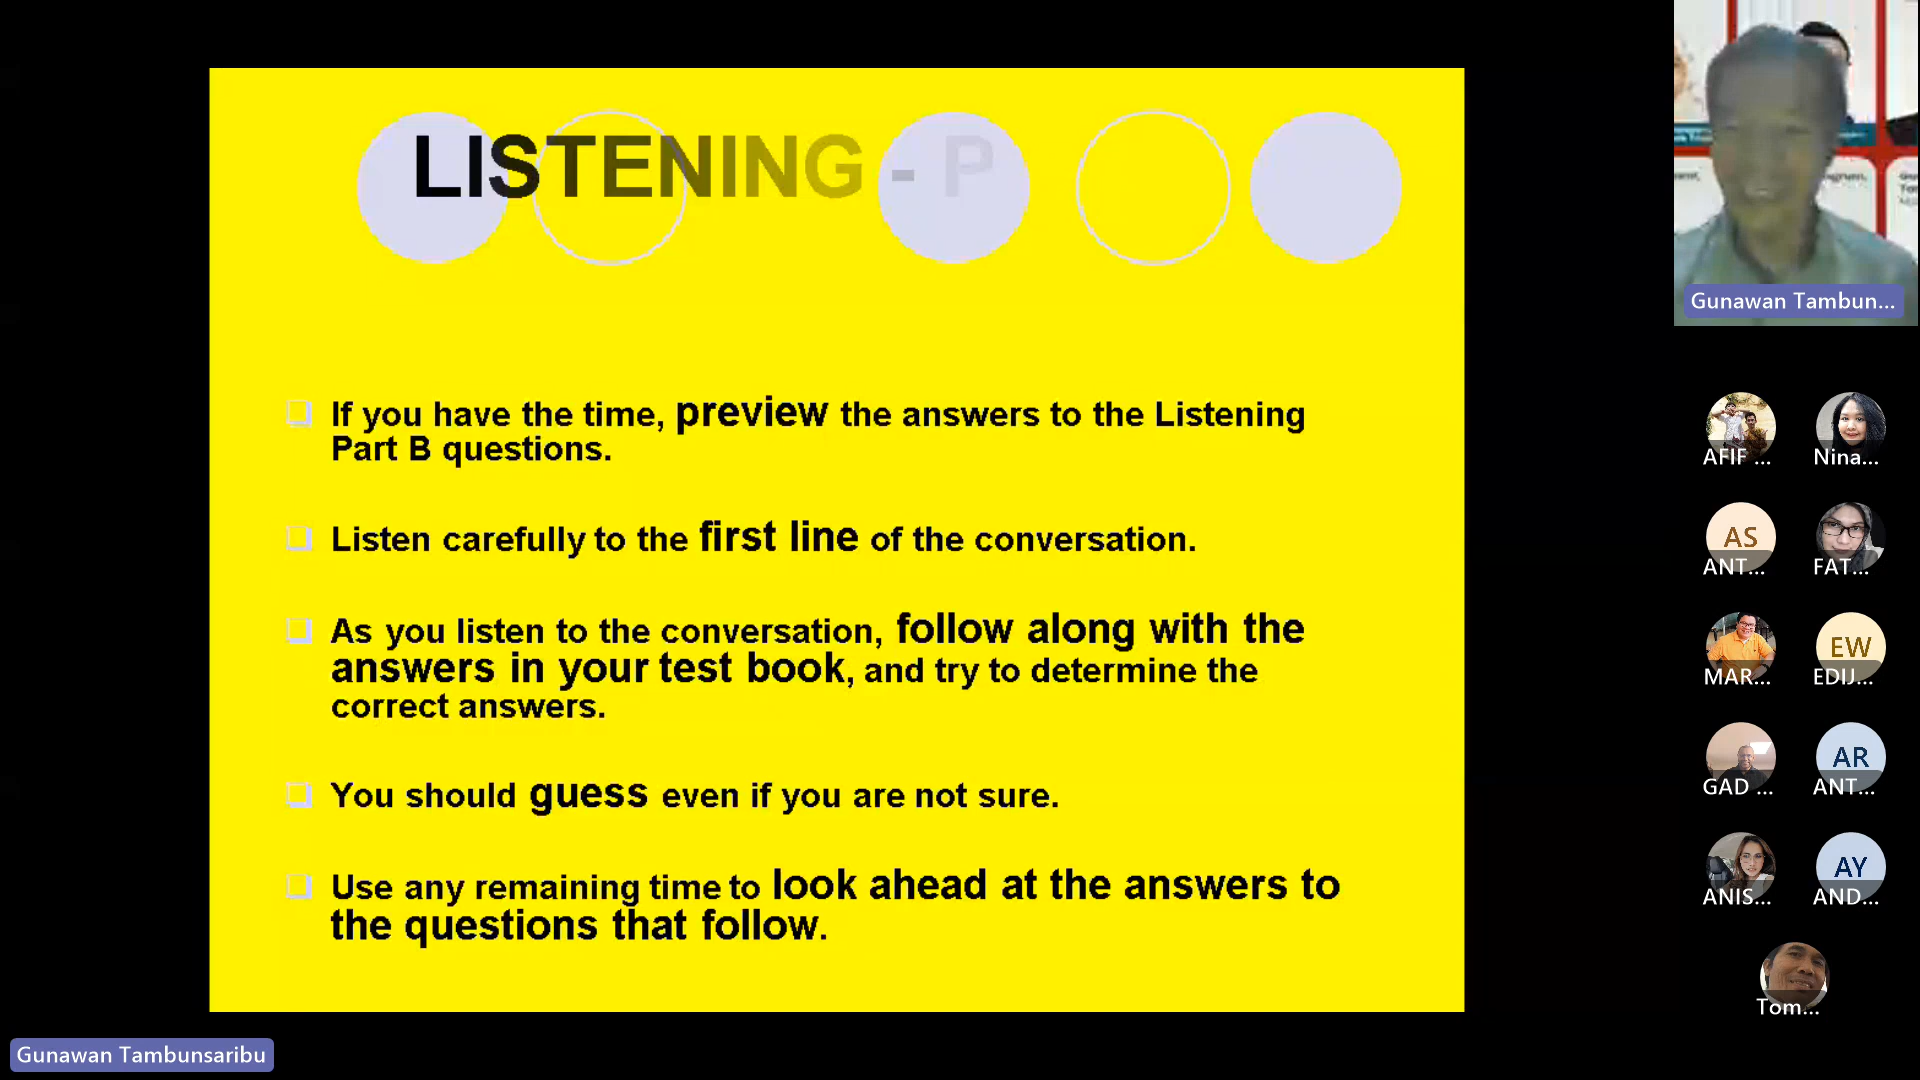 LISTENING - P
If you have the time, preview the answers to the Listening
Part B questions.
Listen carefully to the first line of the conversation.
As you listen to the conversation, follow along with the
answers in your test book, and try to determine the
correct answers.
You should guess even if you are not sure.
Use any remaining time to look ahead at the answers to
the questions that follow.
Gunawan Tambun...
AFIF ...
Nina...
AS
ANT...
FAT...
MAR...
EW
EDIJ...
GAD ...
AR
ANT...
ANIS...
AY
AND...
Tom...
Gunawan Tambunsaribu